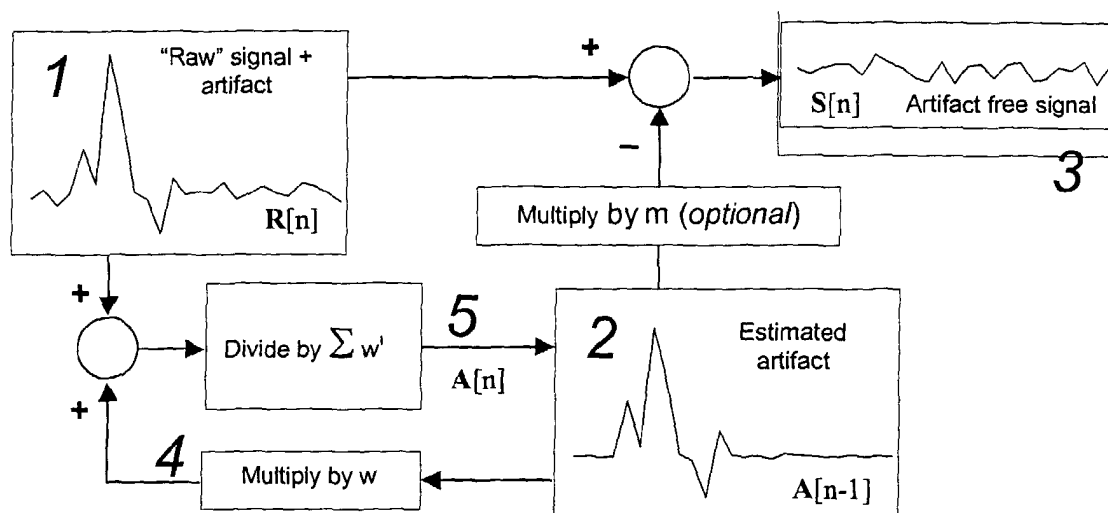 1
“Raw” signal +
artifact
R[n]
+
−
S[n] Artifact free signal
3
Multiply by m (optional)
+
Divide by ∑ wⁱ
5
A[n]
2
Estimated
artifact
A[n-1]
+
4
Multiply by w